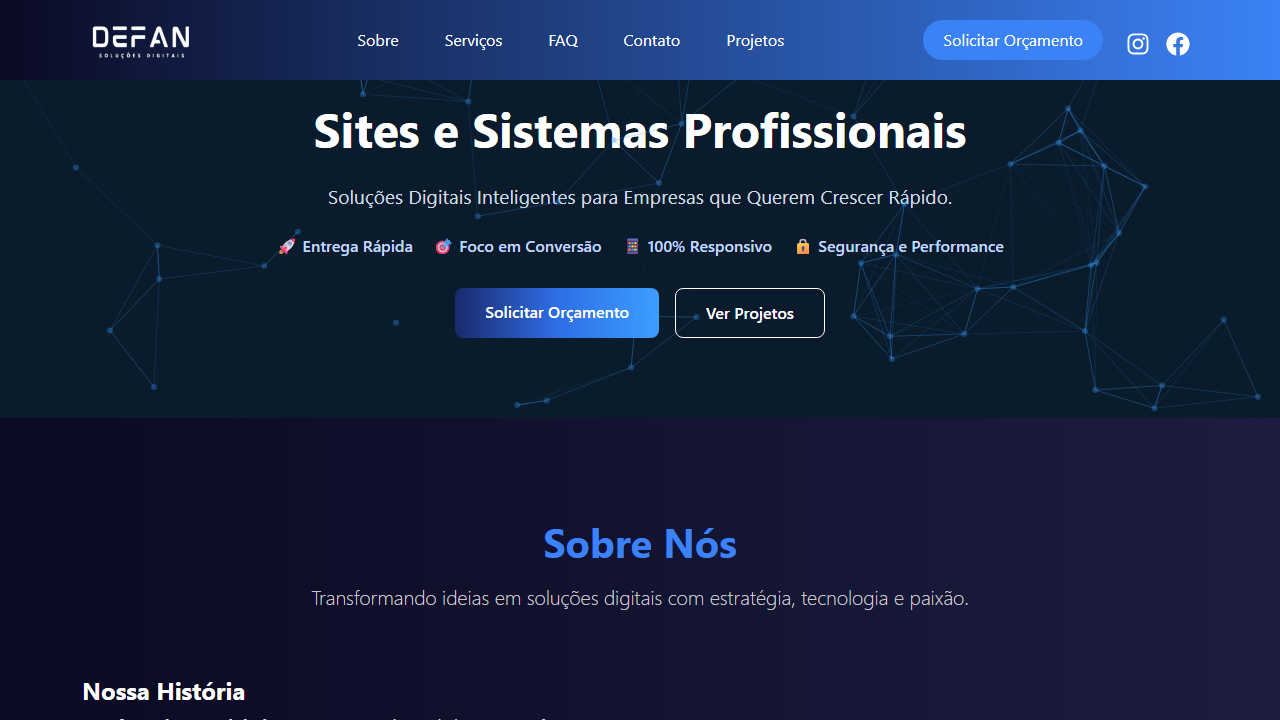 DEFAN
SOLUÇÕES DIGITAIS
Sobre
Serviços
FAQ
Contato
Projetos
Solicitar Orçamento
Sites e Sistemas Profissionais
Soluções Digitais Inteligentes para Empresas que Querem Crescer Rápido.
Entrega Rápida
Foco em Conversão
100% Responsivo
Segurança e Performance
Solicitar Orçamento
Ver Projetos
Sobre Nós
Transformando ideias em soluções digitais com estratégia, tecnologia e paixão.
Nossa História